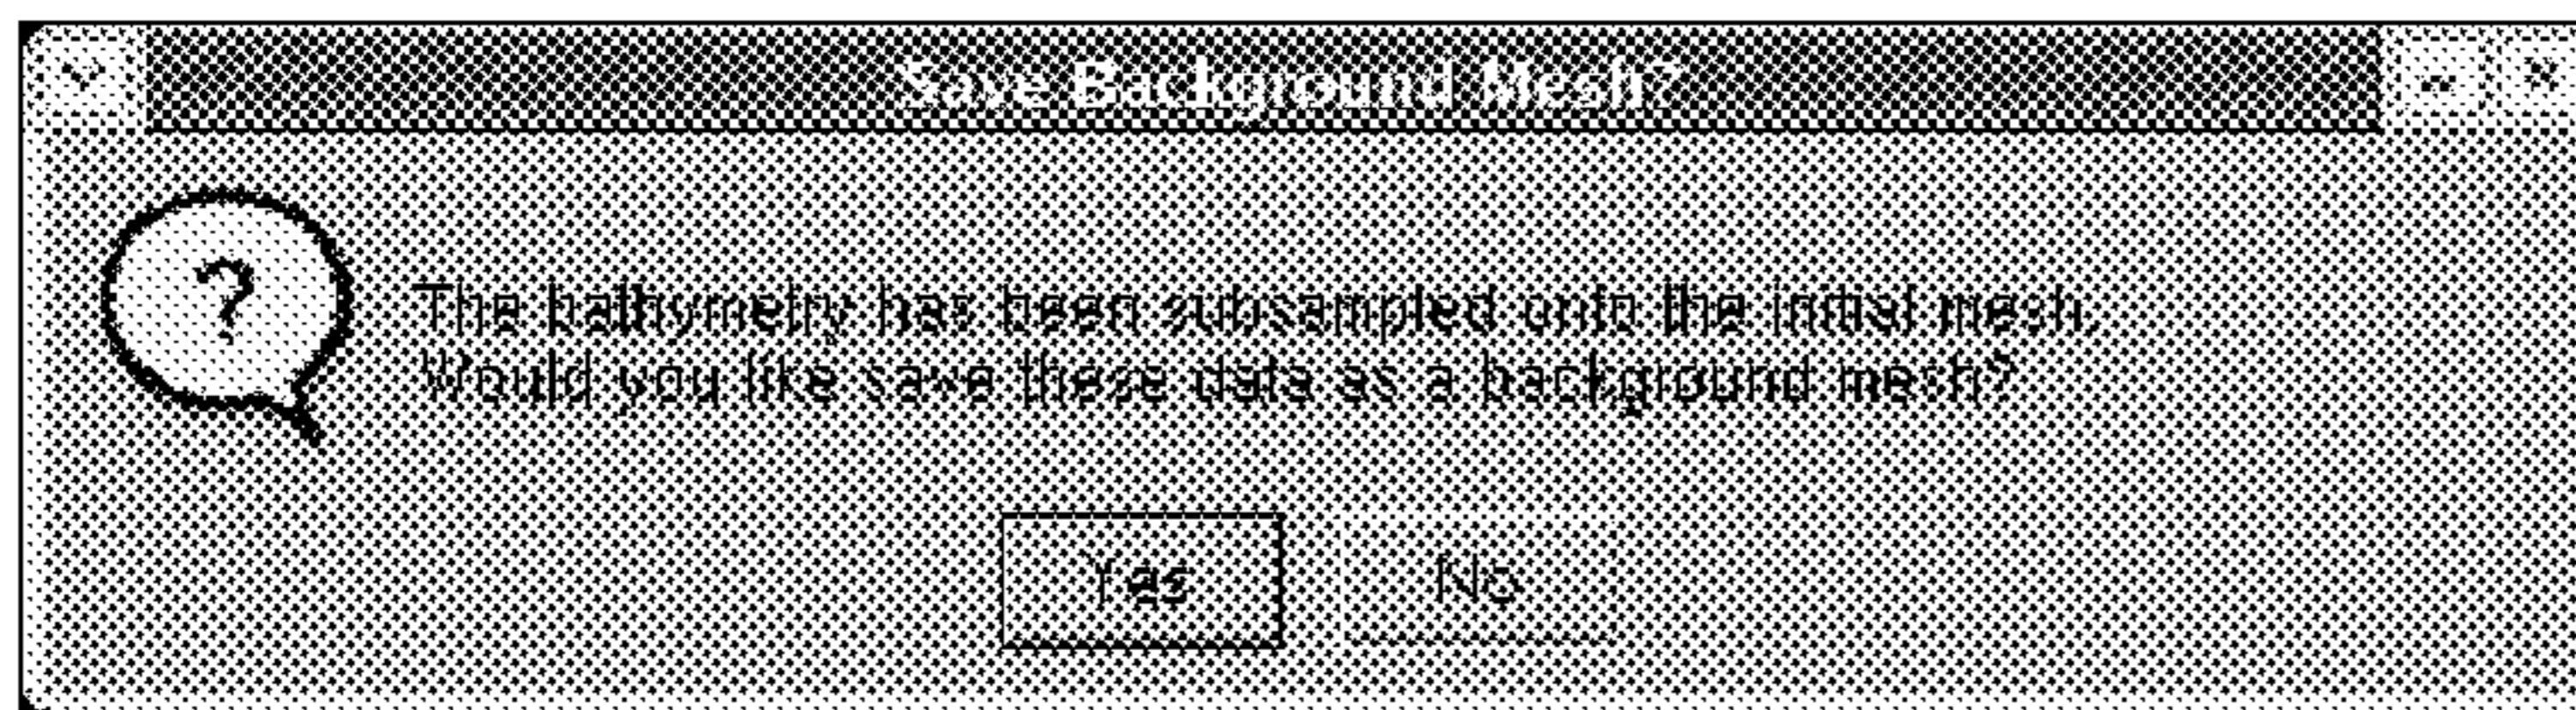 Save Background Mesh?
?
The bathymetry has been subsampled onto the initial mesh.
Would you like save these data as a background mesh?
Yes No